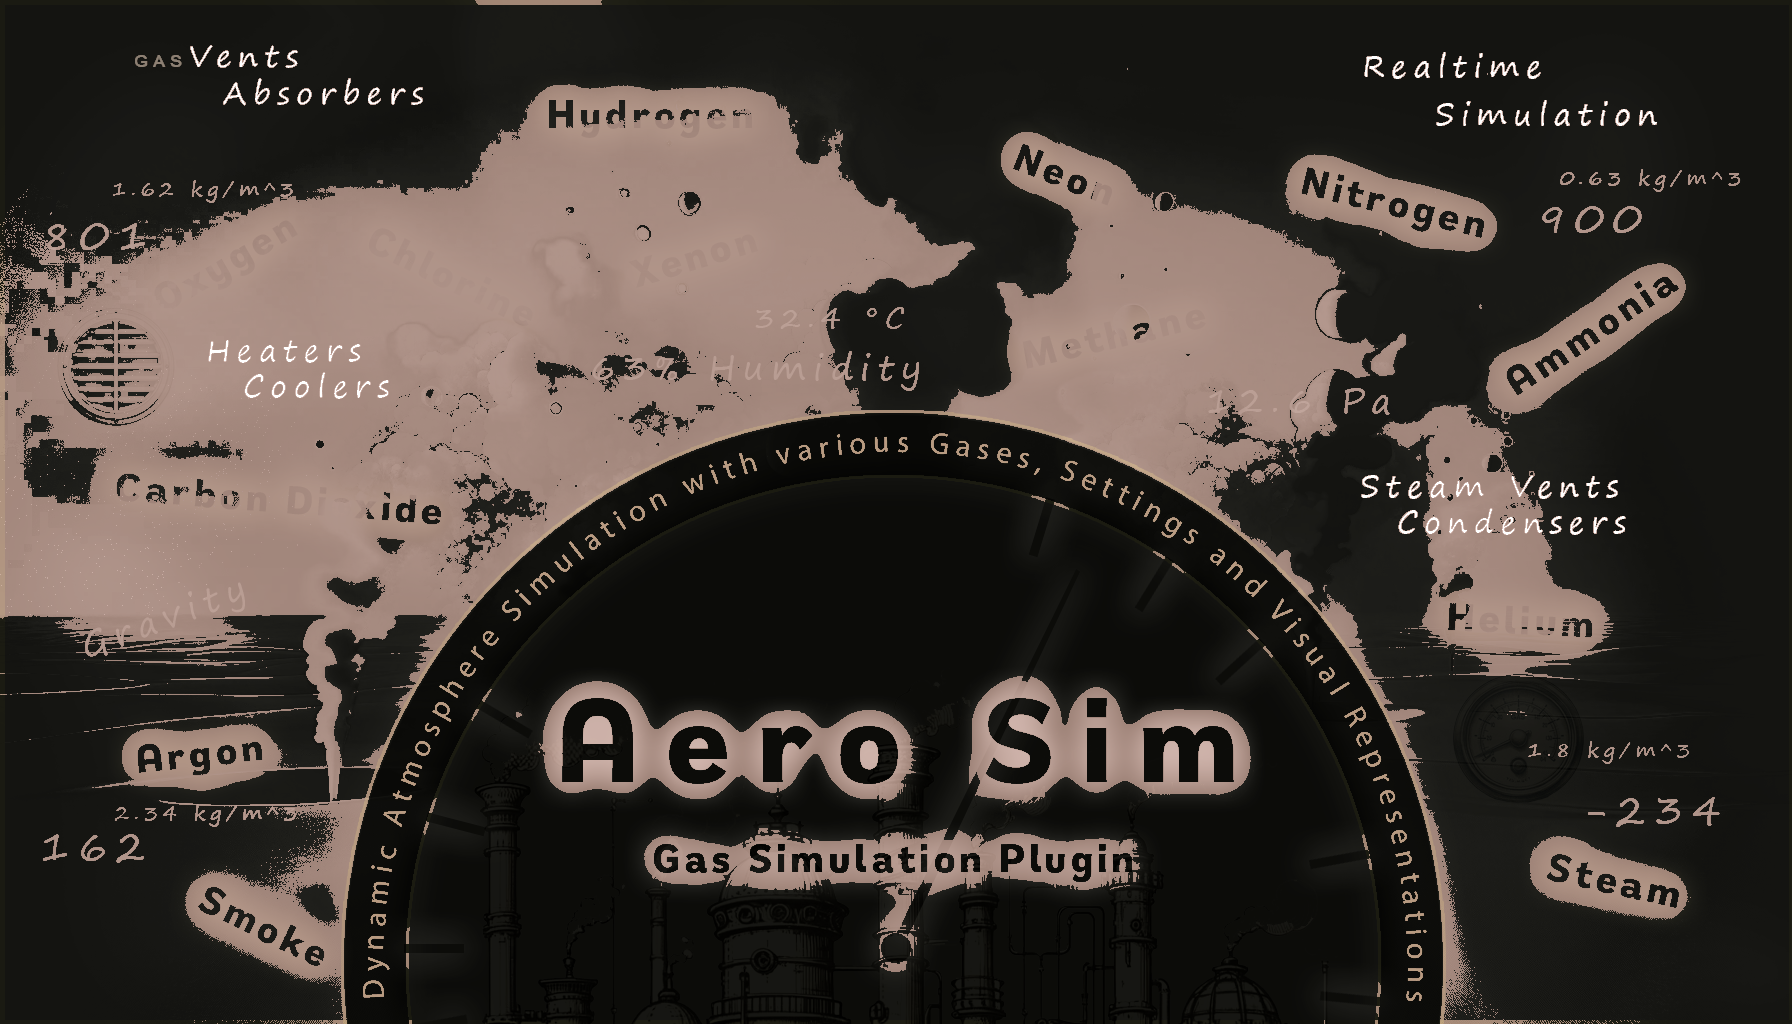 GAS Vents
Absorbers
Realtime
Simulation
Hydrogen
Neon
Nitrogen
1.62 kg/m^3
0.63 kg/m^3
801
900
Oxygen
Xenon
Ammonia
32.4 °C
Methane
Heaters
Coolers
63% Humidity
12.6 Pa
Carbon Dioxide
Steam Vents
Condensers
Gravity
Helium
Dynamic Atmosphere Simulation with various Gases, Settings and Visual Representations
Aero Sim
Gas Simulation Plugin
Argon
1.8 kg/m^3
2.34 kg/m^3
-234
162
Steam
Smoke